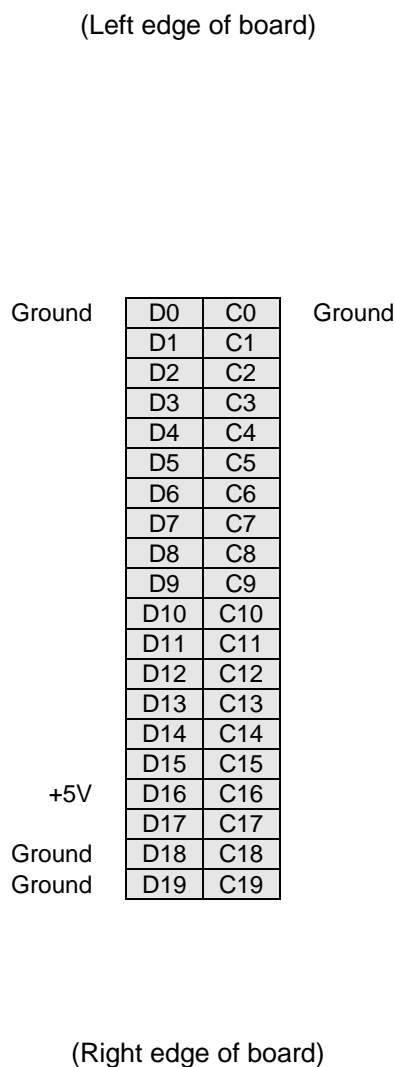 (Left edge of board)
Ground D0 C0 Ground
D1 C1
D2 C2
D3 C3
D4 C4
D5 C5
D6 C6
D7 C7
D8 C8
D9 C9
D10 C10
D11 C11
D12 C12
D13 C13
D14 C14
D15 C15
+5V D16 C16
D17 C17
Ground D18 C18
Ground D19 C19
(Right edge of board)